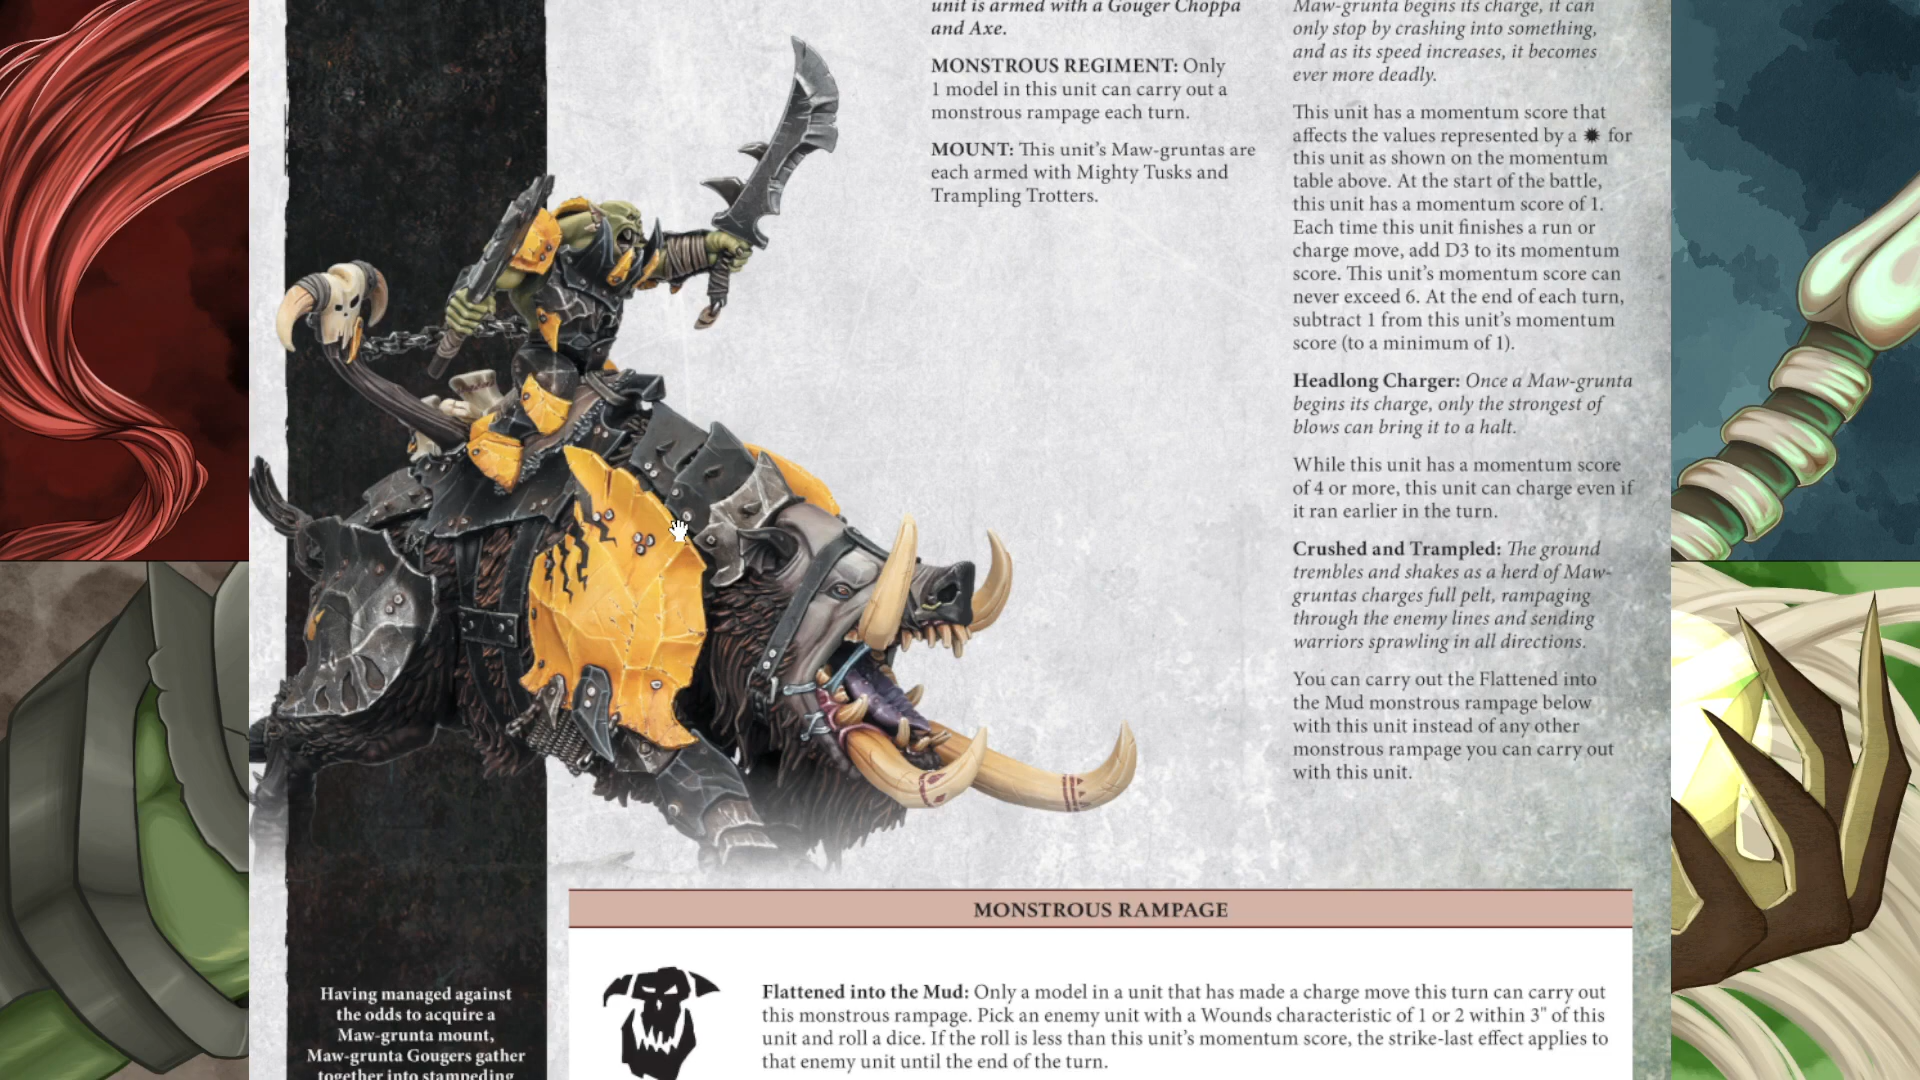 unit is armed with a Gouger Choppa
and Axe.
MONSTROUS REGIMENT: Only
1 model in this unit can carry out a
monstrous rampage each turn.
MOUNT: This unit's Maw-gruntas are
each armed with Mighty Tusks and
Trampling Trotters.
Maw-grunta begins its charge, it can
only stop by crashing into something,
and as its speed increases, it becomes
ever more deadly.
This unit has a momentum score that
affects the values represented by a ✹ for
this unit as shown on the momentum
table above. At the start of the battle,
this unit has a momentum score of 1.
Each time this unit finishes a run or
charge move, add D3 to its momentum
score. This unit's momentum score can
never exceed 6. At the end of each turn,
subtract 1 from this unit's momentum
score (to a minimum of 1).
Headlong Charger: Once a Maw-grunta
begins its charge, only the strongest of
blows can bring it to a halt.
While this unit has a momentum score
of 4 or more, this unit can charge even if
it ran earlier in the turn.
Crushed and Trampled: The ground
trembles and shakes as a herd of Maw-
gruntas charges full pelt, rampaging
through the enemy lines and sending
warriors sprawling in all directions.
You can carry out the Flattened into
the Mud monstrous rampage below
with this unit instead of any other
monstrous rampage you can carry out
with this unit.
MONSTROUS RAMPAGE
Flattened into the Mud: Only a model in a unit that has made a charge move this turn can carry out
this monstrous rampage. Pick an enemy unit with a Wounds characteristic of 1 or 2 within 3" of this
unit and roll a dice. If the roll is less than this unit's momentum score, the strike-last effect applies to
that enemy unit until the end of the turn.
Having managed against
the odds to acquire a
Maw-grunta mount,
Maw-grunta Gougers gather
together into stampeding